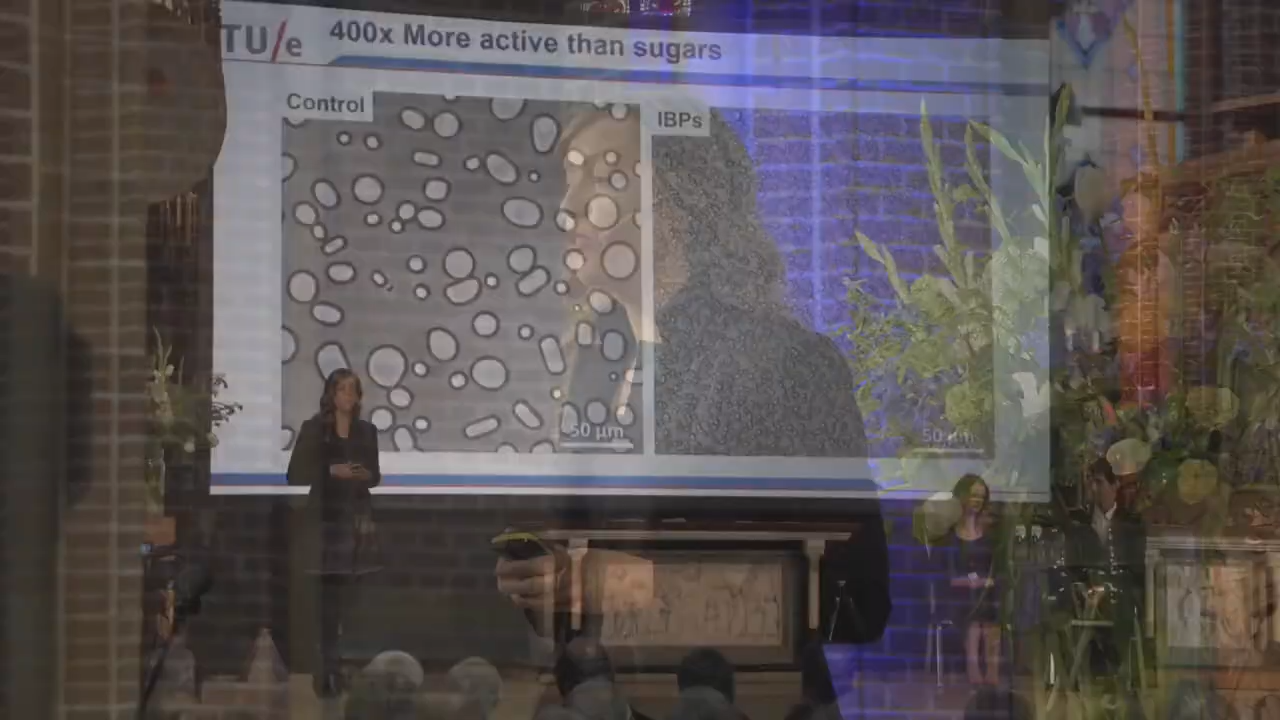 TU/e
400x More active than sugars
Control
IBPs
50 µm
50 µm